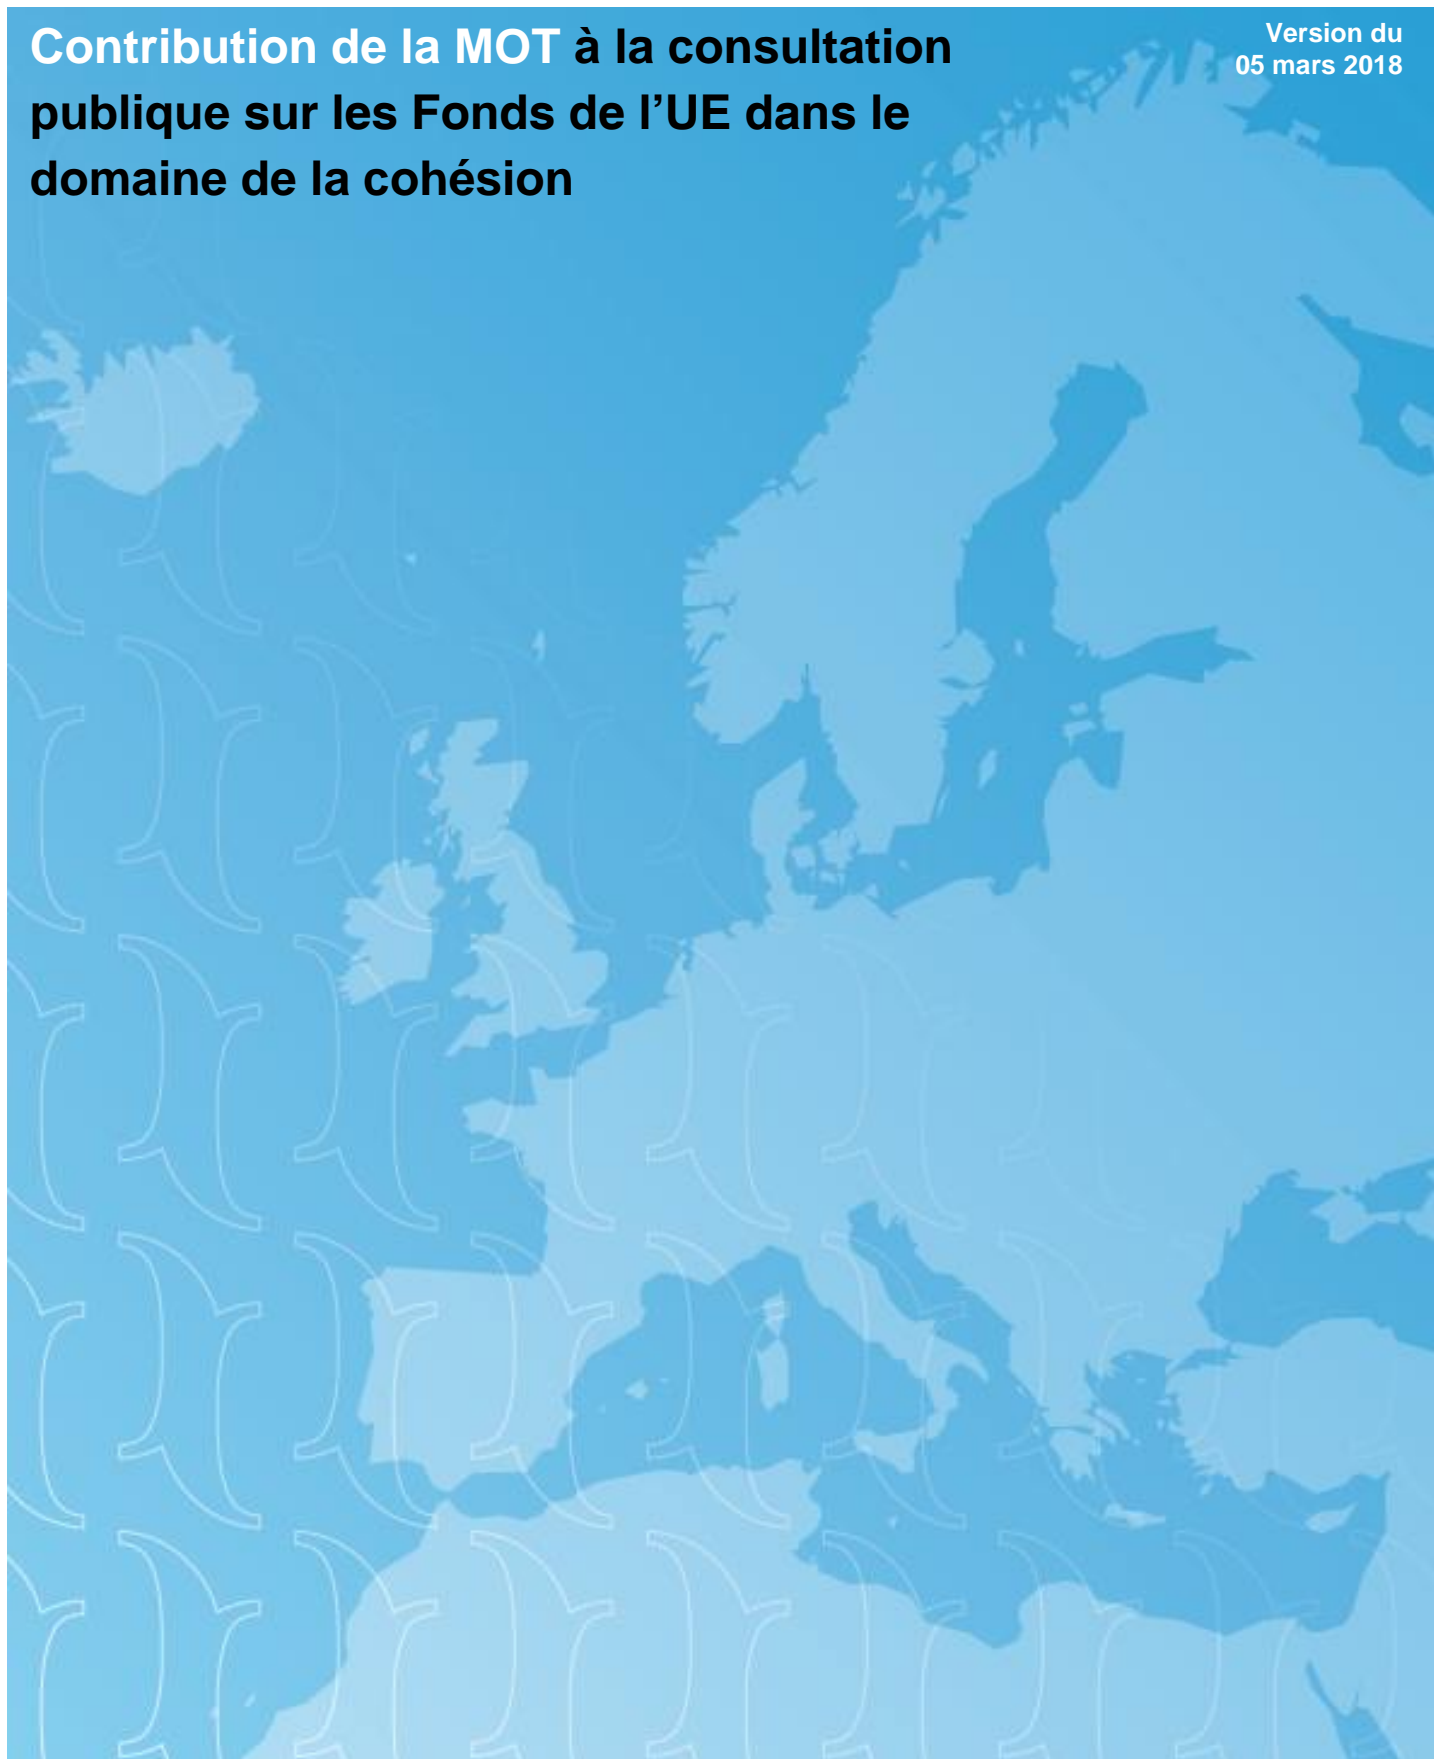 Contribution de la MOT à la consultation
publique sur les Fonds de l’UE dans le
domaine de la cohésion
Version du
05 mars 2018